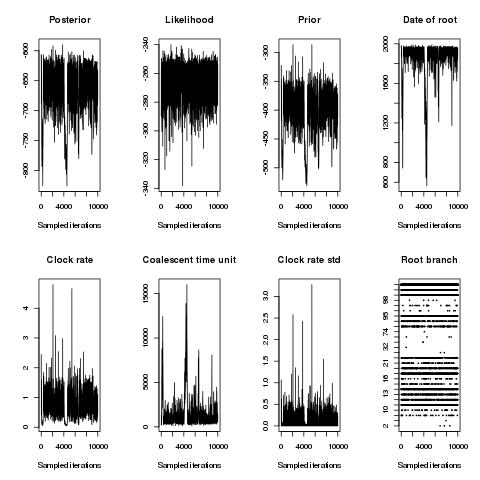 Posterior Likelihood Prior Date of root
-600 -650 -700 -750 -800
-240 -260 -280 -300 -320 -340
-300 -350 -400 -450 -500
2000 1800 1200 900 600
0 4000 10000 0 4000 10000 0 4000 10000 0 4000 10000
Sampled iterations Sampled iterations Sampled iterations Sampled iterations
Clock rate Coalescent time unit Clock rate std Root branch
5 4 3 2 1 0
15000 10000 5000 0
3.0 2.5 2.0 1.5 1.0 0.5 0.0
98 95 74 32 21 16 13 10 2
0 4000 10000 0 4000 10000 0 4000 10000 0 4000 10000
Sampled iterations Sampled iterations Sampled iterations Sampled iterations